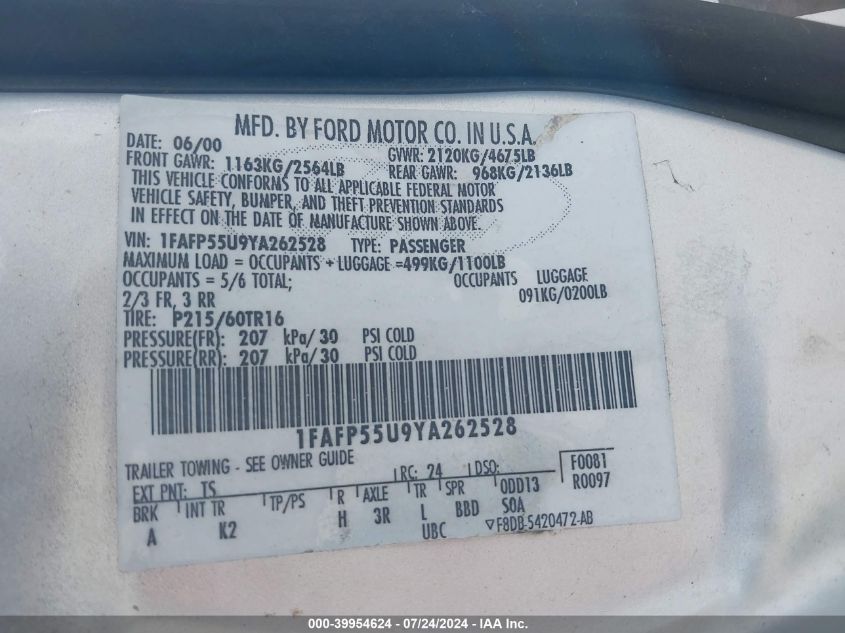 MFD. BY FORD MOTOR CO. IN U.S.A.
DATE: 06/00 GVWR: 2120KG/4675LB
FRONT GAWR: 1163KG/2564LB REAR GAWR: 968KG/2136LB
THIS VEHICLE CONFORMS TO ALL APPLICABLE FEDERAL MOTOR
VEHICLE SAFETY, BUMPER, AND THEFT PREVENTION STANDARDS
IN EFFECT ON THE DATE OF MANUFACTURE SHOWN ABOVE.
VIN: 1FAFP55U9YA262528 TYPE: PASSENGER
MAXIMUM LOAD = OCCUPANTS + LUGGAGE =499KG/1100LB
OCCUPANTS = 5/6 TOTAL; OCCUPANTS LUGGAGE
2/3 FR, 3 RR 091KG/0200LB
TIRE: P215/60TR16
PRESSURE(FR): 207 kPa/30 PSI COLD
PRESSURE(RR): 207 kPa/30 PSI COLD
1FAFP55U9YA262528
TRAILER TOWING - SEE OWNER GUIDE
EXT PNT: TS RC: 24 DSO: F0081
R0097
BRK INT TR TP/PS R AXLE TR SPR 0DD13
A K2 H 3R L BBD S0A
UBC ▽F8DB-5420472-AB
000-39954624 07/24/2024 - IAA Inc.